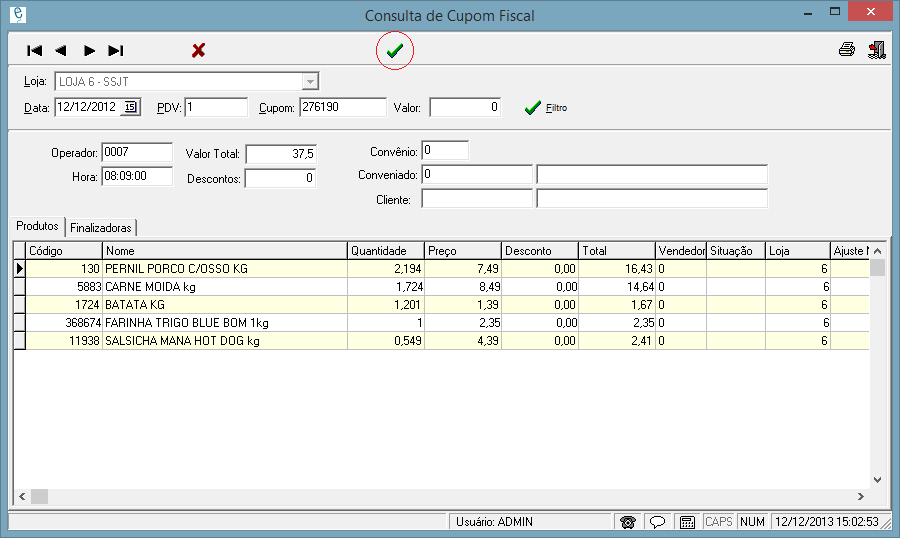 Consulta de Cupom Fiscal
Loja: LOJA 6 - SSJT
Data: 12/12/2012 15 PDV: 1 Cupom: 276190 Valor: 0 Filtro
Operador: 0007 Valor Total: 37,5 Convênio: 0
Hora: 08:09:00 Descontos: 0 Conveniado: 0
Cliente:
Produtos Finalizadoras
Código Nome Quantidade Preço Desconto Total Vendedor Situação Loja Ajuste N
130 PERNIL PORCO C/OSSO KG 2,194 7,49 0,00 16,43 0 6
5883 CARNE MOIDA kg 1,724 8,49 0,00 14,64 0 6
1724 BATATA KG 1,201 1,39 0,00 1,67 0 6
368674 FARINHA TRIGO BLUE BOM 1kg 1 2,35 0,00 2,35 0 6
11938 SALSICHA MANA HOT DOG kg 0,549 4,39 0,00 2,41 0 6
Usuário: ADMIN CAPS NUM 12/12/2013 15:02:53